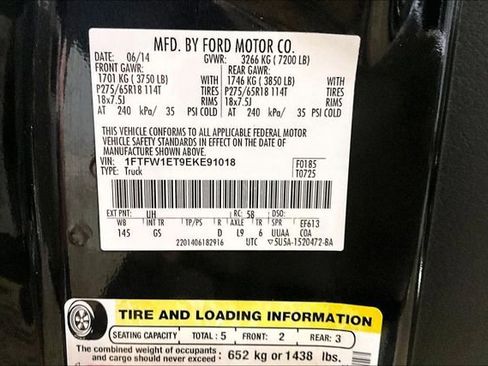 MFD. BY FORD MOTOR CO.
DATE: 06/14 GVWR: 3266 KG (7200 LB)
FRONT GAWR: REAR GAWR:
1701 KG (3750 LB) 1746 KG (3850 LB)
P275/65R18 114T TIRES P275/65R18 114T TIRES
18x7.5J RIMS 18x7.5J RIMS
AT 240 kPa/ 35 PSI COLD AT 240 kPa/ 35 PSI COLD
THIS VEHICLE CONFORMS TO ALL APPLICABLE FEDERAL MOTOR
VEHICLE SAFETY STANDARDS IN EFFECT ON THE DATE OF
MANUFACTURE SHOWN ABOVE.
VIN: 1FTFW1ET9EKE91018 F0185
TYPE: Truck T0725
EXT PNT: UH RC: 58 DSO:
WB INT TR TP/PS R AXLE TR SPR EF613
145 GS D L9 6 UUAA COA
2201406182916 UTC SU5A-1520472-BA
TIRE AND LOADING INFORMATION
SEATING CAPACITY TOTAL: 5 FRONT: 2 REAR: 3
The combined weight of occupants
and cargo should never exceed: 652 kg or 1438 lbs.